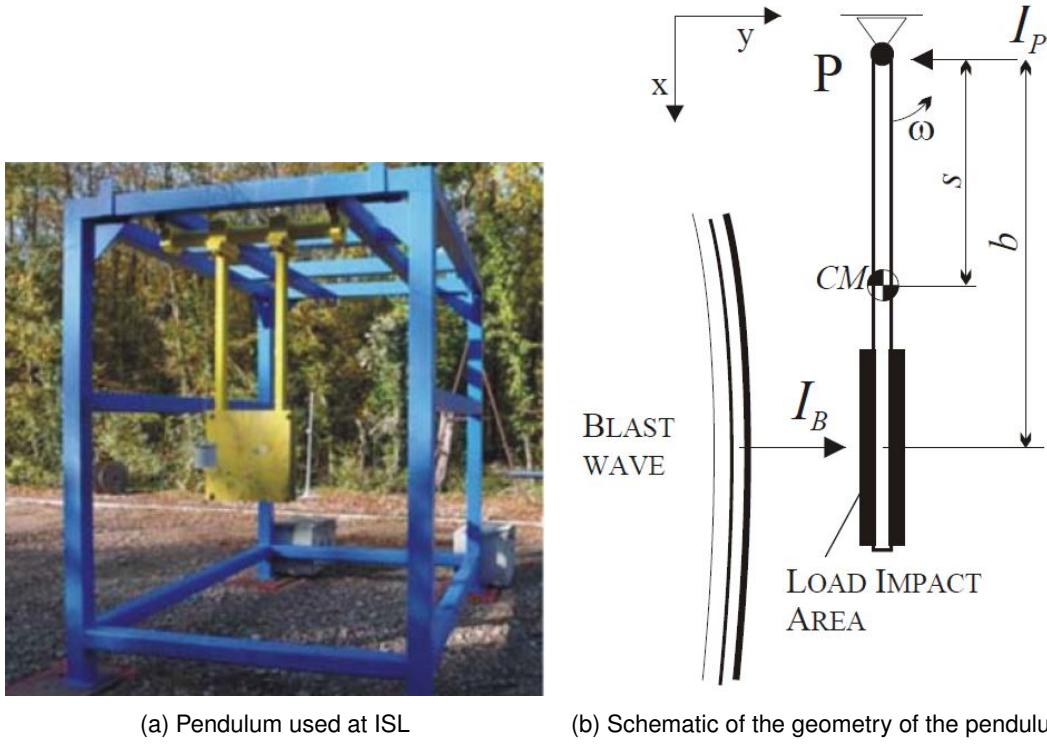 y
x
P
I_P
ω
s
b
CM
I_B
BLAST
WAVE
LOAD IMPACT
AREA
(a) Pendulum used at ISL
(b) Schematic of the geometry of the pendulu